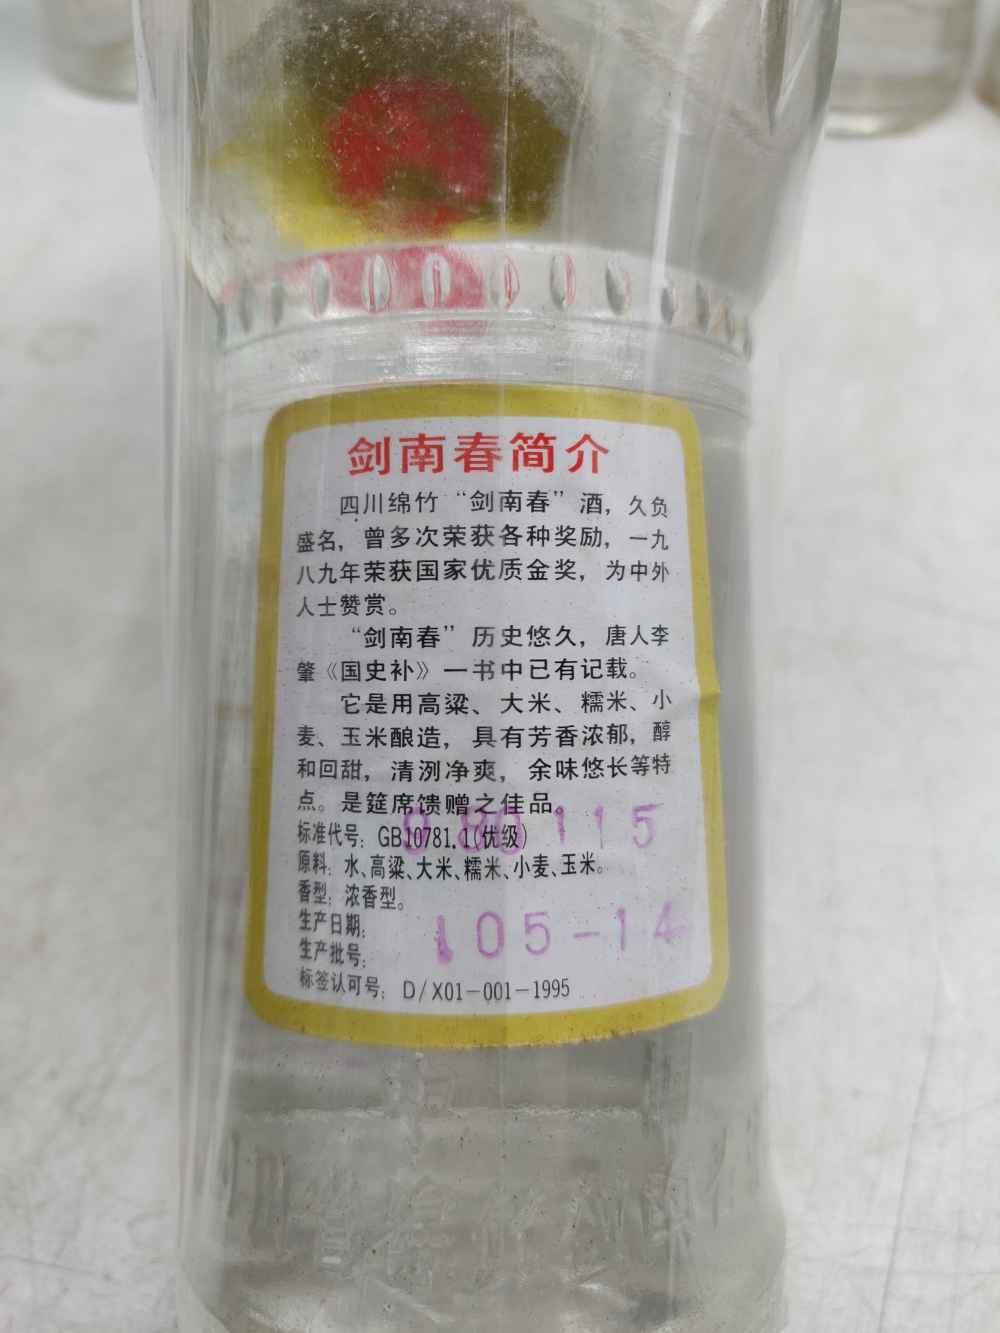 剑南春简介
四川绵竹“剑南春”酒，久负
盛名，曾多次荣获各种奖励，一九
八九年荣获国家优质金奖，为中外
人士赞赏。
“剑南春”历史悠久，唐人李
肇《国史补》一书中已有记载。
它是用高粱、大米、糯米、小
麦、玉米酿造，具有芳香浓郁，醇
和回甜，清洌净爽，余味悠长等特
点。是筵席馈赠之佳品。
980115
标准代号：GB10781.1(优级)
原料：水、高粱、大米、糯米、小麦、玉米。
香型：浓香型。
生产日期：
105-14
生产批号：
标签认可号：D/X01-001-1995